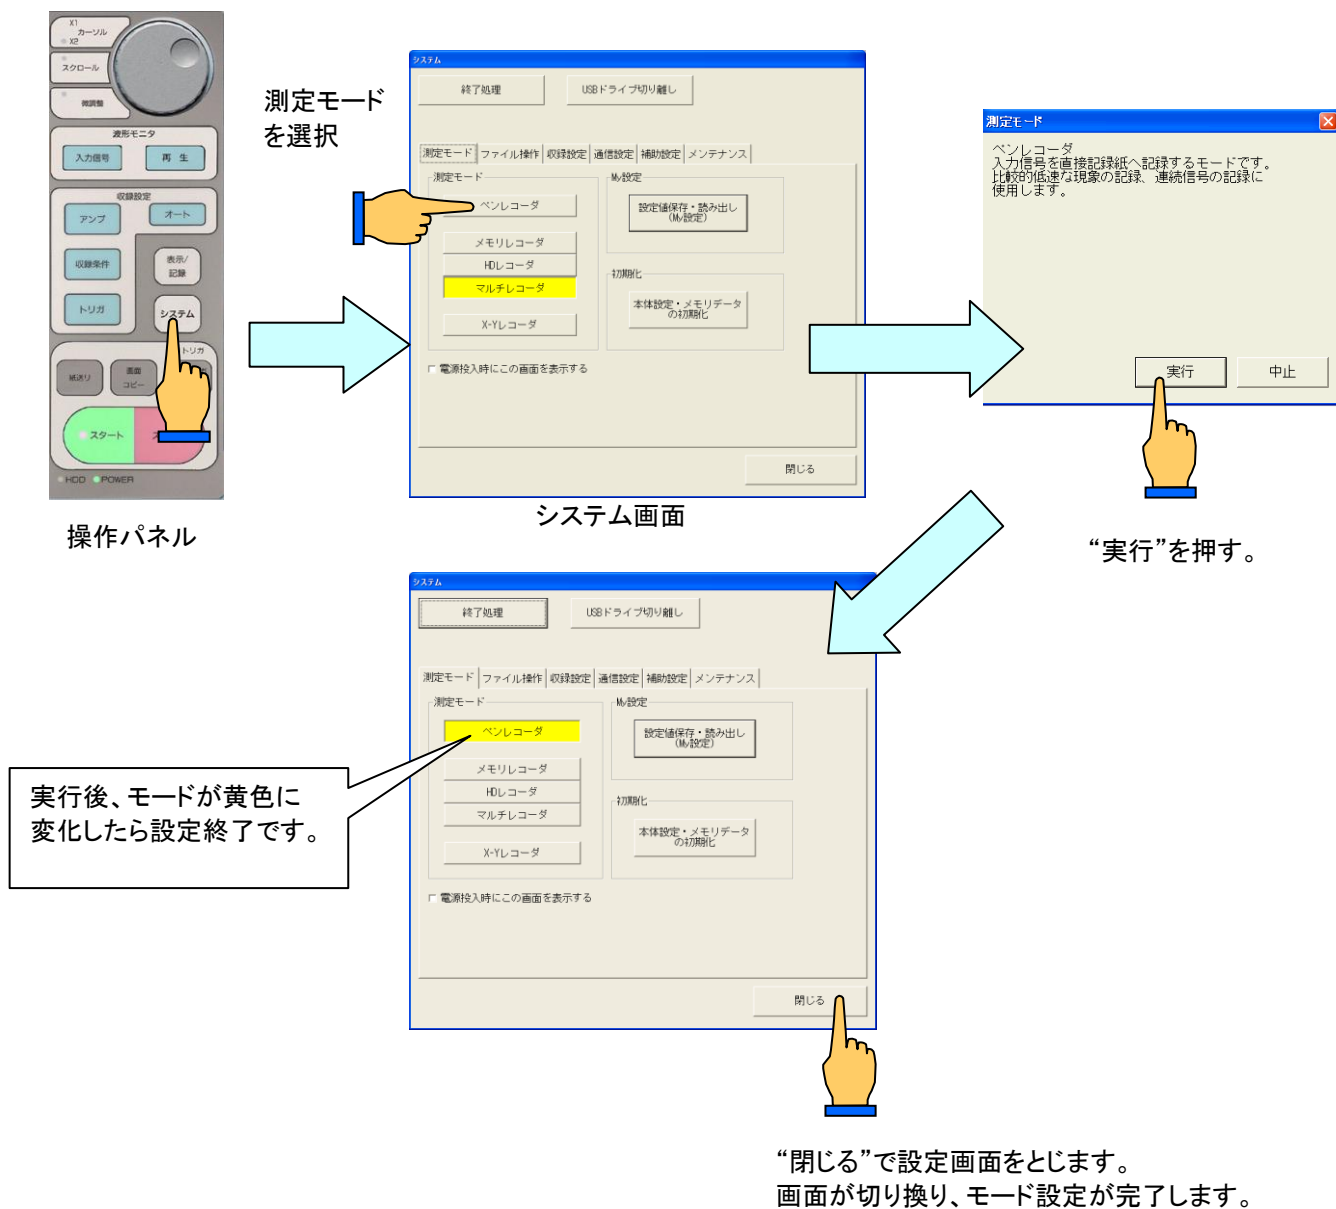 X1
カーソル
X2
スクロール
微調整
波形モニタ
入力信号
再 生
収録設定
アンプ
オート
収録条件
表示/
記録
トリガ
システム
トリガ
紙送り
画面
コピー
スタート
HDD POWER
操作パネル
測定モード
を選択
システム
終了処理
USBドライブ切り離し
測定モード ファイル操作 収録設定 通信設定 補助設定 メンテナンス
測定モード
ペンレコーダ
メモリレコーダ
HDレコーダ
マルチレコーダ
X-Yレコーダ
My設定
設定値保存・読み出し
(My設定)
初期化
本体設定・メモリデータ
の初期化
電源投入時にこの画面を表示する
閉じる
システム画面
測定モード
ペンレコーダ
入力信号を直接記録紙へ記録するモードです。
比較的低速な現象の記録、連続信号の記録に
使用します。
実行
中止
“実行”を押す。
システム
終了処理
USBドライブ切り離し
測定モード ファイル操作 収録設定 通信設定 補助設定 メンテナンス
測定モード
ペンレコーダ
メモリレコーダ
HDレコーダ
マルチレコーダ
X-Yレコーダ
My設定
設定値保存・読み出し
(My設定)
初期化
本体設定・メモリデータ
の初期化
電源投入時にこの画面を表示する
閉じる
実行後、モードが黄色に
変化したら設定終了です。
“閉じる”で設定画面をとじます。
画面が切り換り、モード設定が完了します。